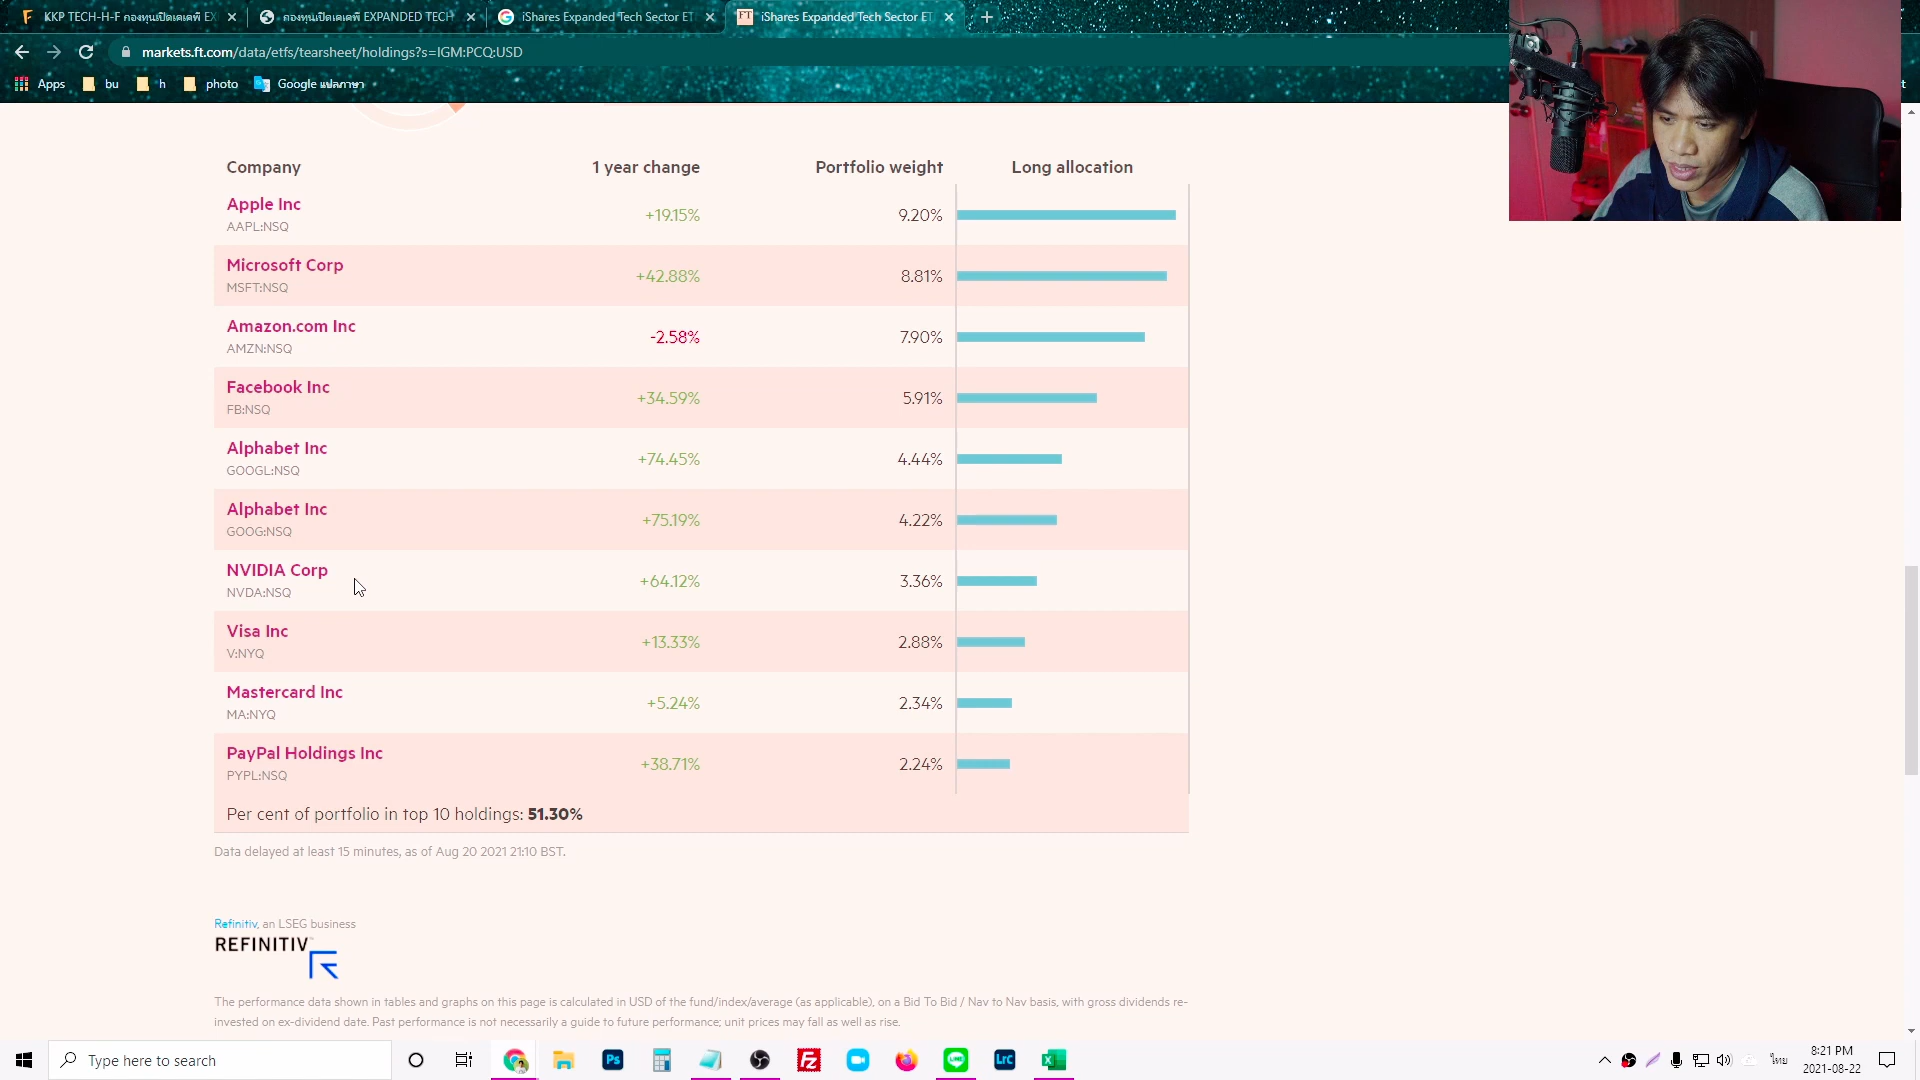 KKP TECH-H-F กองทุนเปิดเคเคพี EX
กองทุนเปิดเคเคพี EXPANDED TECH
iShares Expanded Tech Sector ET
FT iShares Expanded Tech Sector ET
markets.ft.com/data/etfs/tearsheet/holdings?s=IGM:PCQ:USD
Apps bu h photo Google แปลภาษา
Company 1 year change Portfolio weight Long allocation
Apple Inc
AAPL:NSQ
+19.15% 9.20%
Microsoft Corp
MSFT:NSQ
+42.88% 8.81%
Amazon.com Inc
AMZN:NSQ
-2.58% 7.90%
Facebook Inc
FB:NSQ
+34.59% 5.91%
Alphabet Inc
GOOGL:NSQ
+74.45% 4.44%
Alphabet Inc
GOOG:NSQ
+75.19% 4.22%
NVIDIA Corp
NVDA:NSQ
+64.12% 3.36%
Visa Inc
V:NYQ
+13.33% 2.88%
Mastercard Inc
MA:NYQ
+5.24% 2.34%
PayPal Holdings Inc
PYPL:NSQ
+38.71% 2.24%
Per cent of portfolio in top 10 holdings: 51.30%
Data delayed at least 15 minutes, as of Aug 20 2021 21:10 BST.
Refinitiv, an LSEG business
REFINITIV
The performance data shown in tables and graphs on this page is calculated in USD of the fund/index/average (as applicable), on a Bid To Bid / Nav to Nav basis, with gross dividends re-
invested on ex-dividend date. Past performance is not necessarily a guide to future performance; unit prices may fall as well as rise.
Type here to search
Ps
Fz
LINE
Lrc
X
ไทย
8:21 PM
2021-08-22